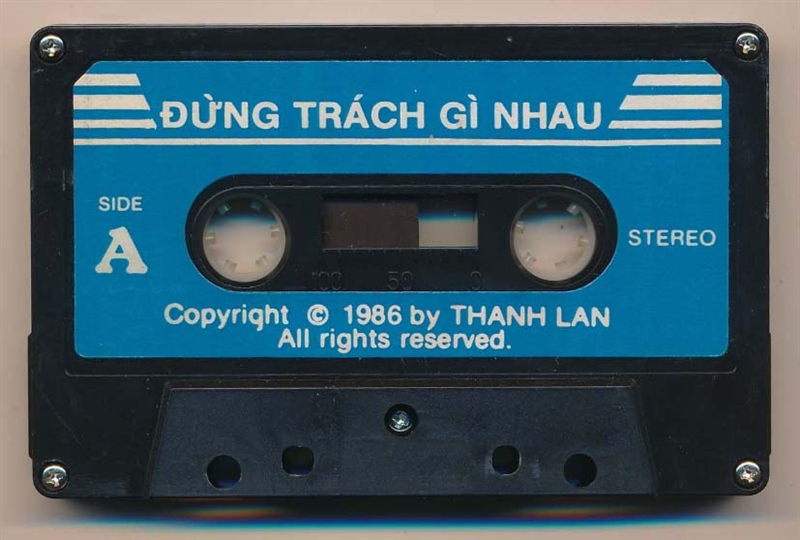 ĐỪNG TRÁCH GÌ NHAU
SIDE
A
STEREO
100 50 0
Copyright © 1986 by THANH LAN
All rights reserved.